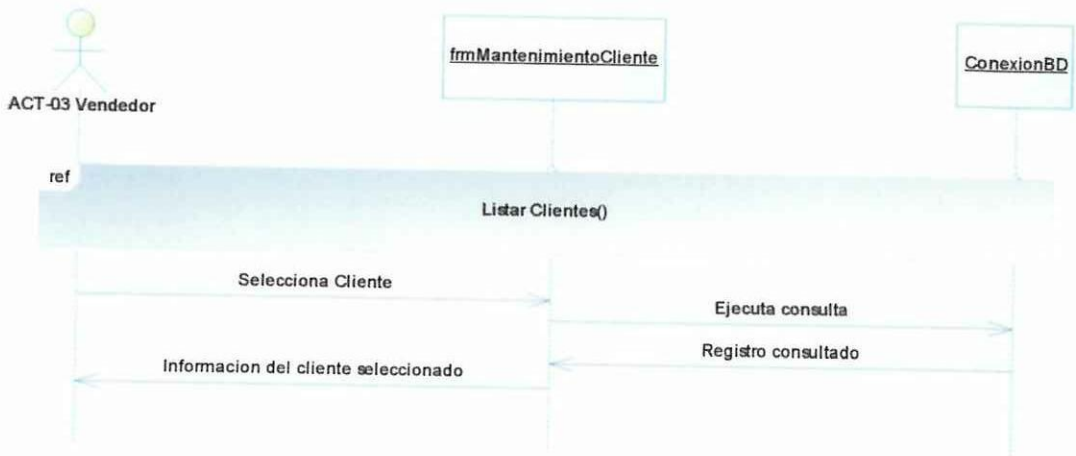 frmMantenimientoCliente
ConexionBD
ACT-03 Vendedor
ref
Listar Clientes()
Selecciona Cliente
Ejecuta consulta
Registro consultado
Informacion del cliente seleccionado